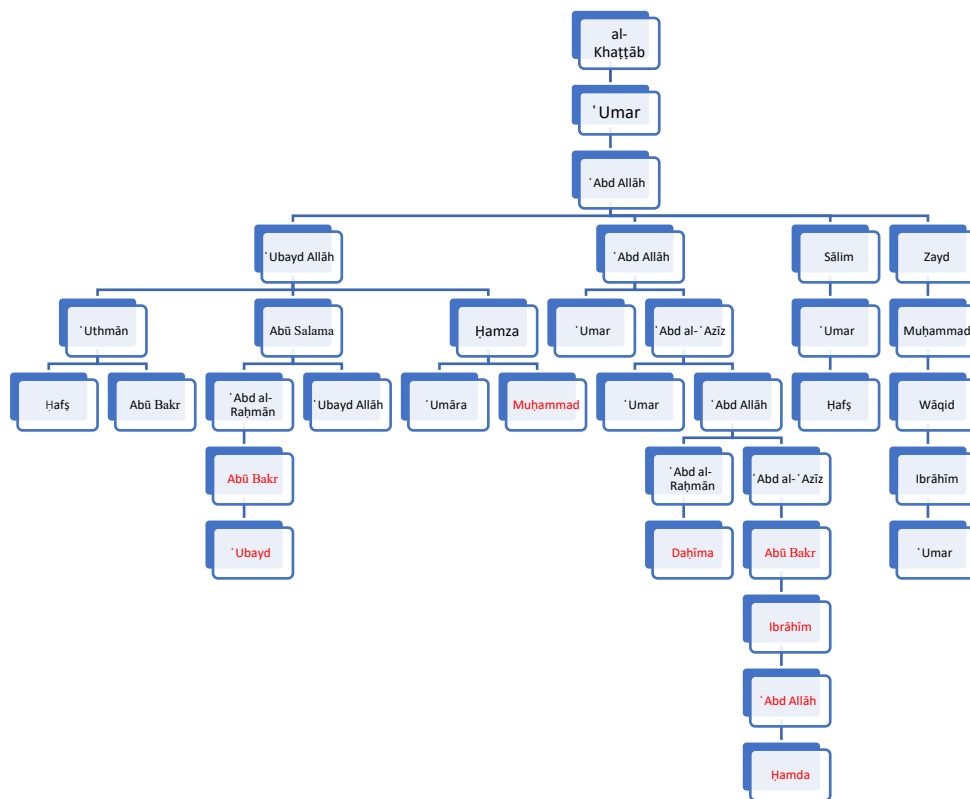 al-
Khaṭṭāb
ʿUmar
ʿAbd Allāh
ʿUbayd Allāh
ʿAbd Allāh
Sālim
Zayd
ʿUthmān
Abū Salama
Ḥamza
ʿUmar
ʿAbd al-ʿAzīz
ʿUmar
Muḥammad
Ḥafṣ
Abū Bakr
ʿAbd al-
Raḥmān
ʿUbayd Allāh
ʿUmāra
Muḥammad
ʿUmar
ʿAbd Allāh
Ḥafṣ
Wāqid
Abū Bakr
ʿAbd al-
Raḥmān
ʿAbd al-ʿAzīz
Ibrāhīm
ʿUbayd
Daḥīma
Abū Bakr
ʿUmar
Ibrāhīm
ʿAbd Allāh
Ḥamda